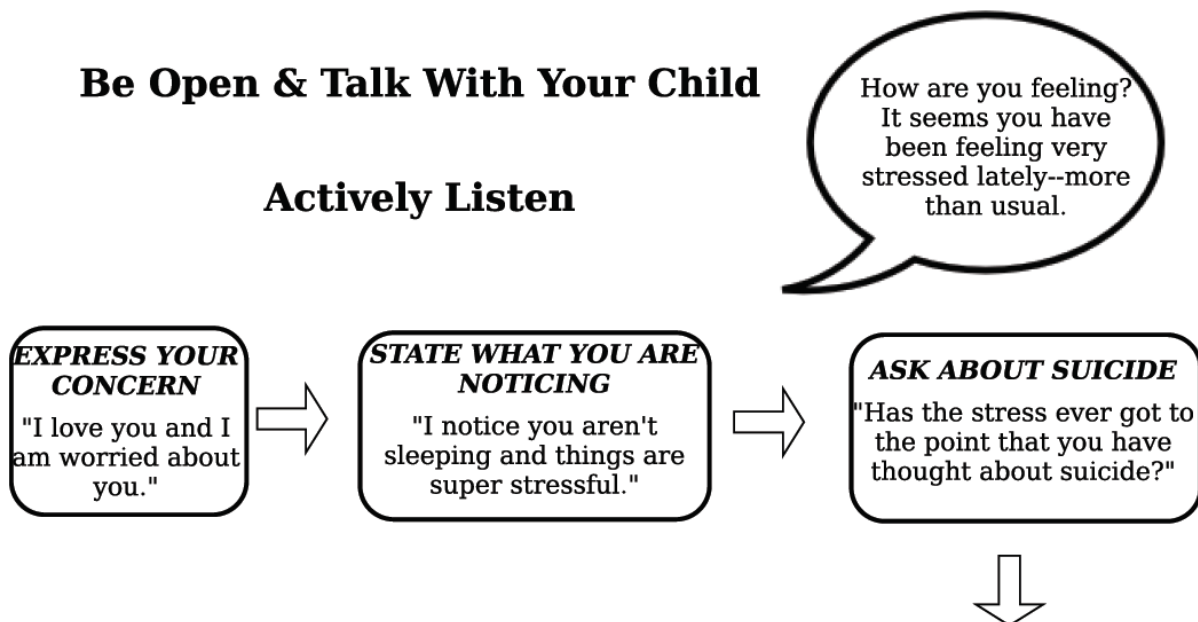 Be Open & Talk With Your Child
Actively Listen
How are you feeling?
It seems you have
been feeling very
stressed lately--more
than usual.
EXPRESS YOUR
CONCERN
"I love you and I
am worried about
you."
STATE WHAT YOU ARE
NOTICING
"I notice you aren't
sleeping and things are
super stressful."
ASK ABOUT SUICIDE
"Has the stress ever got to
the point that you have
thought about suicide?"